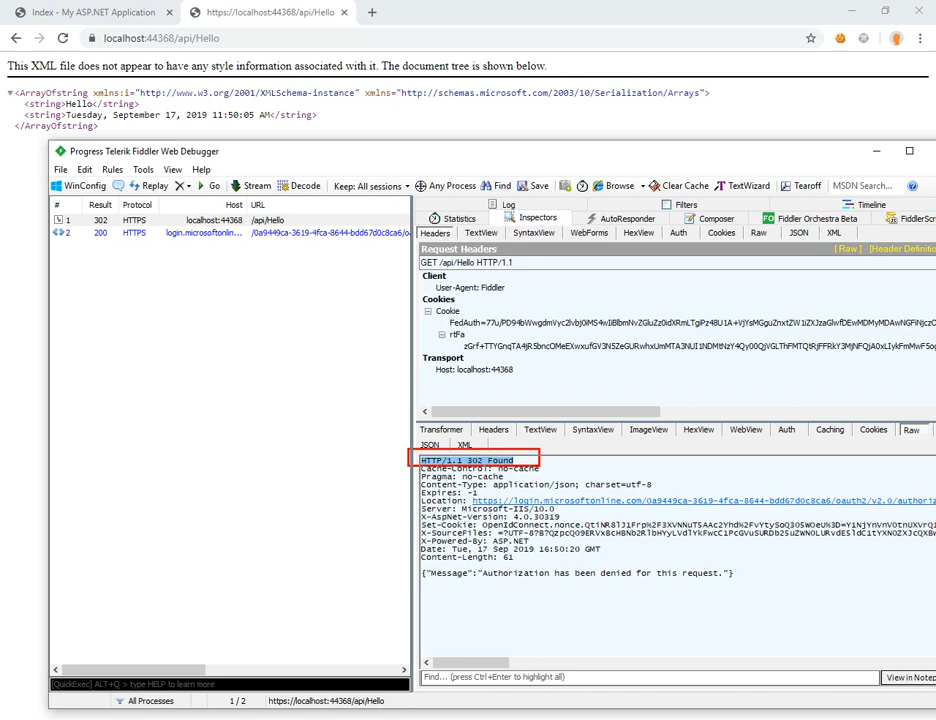 Index - My ASP.NET Application
https://localhost:44368/api/Hello
localhost:44368/api/Hello
This XML file does not appear to have any style information associated with it. The document tree is shown below.
<ArrayOfstring xmlns:i="http://www.w3.org/2001/XMLSchema-instance" xmlns="http://schemas.microsoft.com/2003/10/Serialization/Arrays">
<string>Hello</string>
<string>Tuesday, September 17, 2019 11:50:05 AM</string>
</ArrayOfstring>
Progress Telerik Fiddler Web Debugger
File Edit Rules Tools View Help
WinConfig Replay Go Stream Decode Keep: All sessions Any Process Find Save Browse Clear Cache TextWizard Tearoff MSDN Search...
# Result Protocol Host URL
1 302 HTTPS localhost:44368 /api/Hello
2 200 HTTPS login.microsoftonlin... /0a9449ca-3619-4fca-8644-bdd67d0c8ca6/o
Log Filters Timeline
Statistics Inspectors AutoResponder Composer FO Fiddler Orchestra Beta FiddlerScr
Headers TextView SyntaxView WebForms HexView Auth Cookies Raw JSON XML
Request Headers [ Raw ] [Header Definitio
GET /api/Hello HTTP/1.1
Client
User-Agent: Fiddler
Cookies
Cookie
rtFa
Transport
Host: localhost:44368
Transformer Headers TextView SyntaxView ImageView HexView WebView Auth Caching Cookies Raw
JSON XML
HTTP/1.1 302 Found
Cache-Control: no-cache
Pragma: no-cache
Content-Type: application/json; charset=utf-8
Expires: -1
Location: https://login.microsoftonline.com/0a9449ca-3619-4fca-8644-bdd67d0c8ca6/oauth2/v2.0/authoriz
Server: Microsoft-IIS/10.0
X-AspNet-Version: 4.0.30319
Set-Cookie:
X-SourceFiles:
X-Powered-By: ASP.NET
Date: Tue, 17 Sep 2019 16:50:20 GMT
Content-Length: 61
{"Message":"Authorization has been denied for this request."}
Find... (press Ctrl+Enter to highlight all) View in Notep
[QuickExec] ALT+Q > type HELP to learn more
All Processes 1 / 2 https://localhost:44368/api/Hello